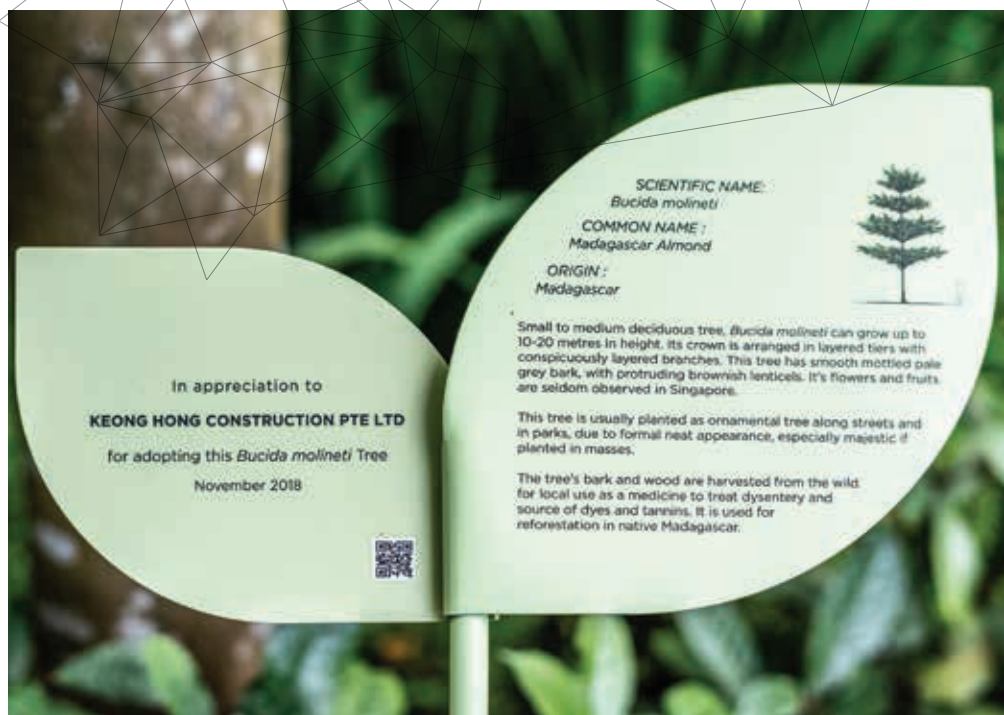 In appreciation to
KEONG HONG CONSTRUCTION PTE LTD
for adopting this Bucida molineti Tree
November 2018
SCIENTIFIC NAME:
Bucida molineti
COMMON NAME :
Madagascar Almond
ORIGIN :
Madagascar
Small to medium deciduous tree, Bucida molineti can grow up to
10-20 metres in height. Its crown is arranged in layered tiers with
conspicuously layered branches. This tree has smooth mottled pale
grey bark, with protruding brownish lenticels. It's flowers and fruits
are seldom observed in Singapore.
This tree is usually planted as ornamental tree along streets and
in parks, due to formal neat appearance, especially majestic if
planted in masses.
The tree's bark and wood are harvested from the wild
for local use as a medicine to treat dysentery and
source of dyes and tannins. It is used for
reforestation in native Madagascar.